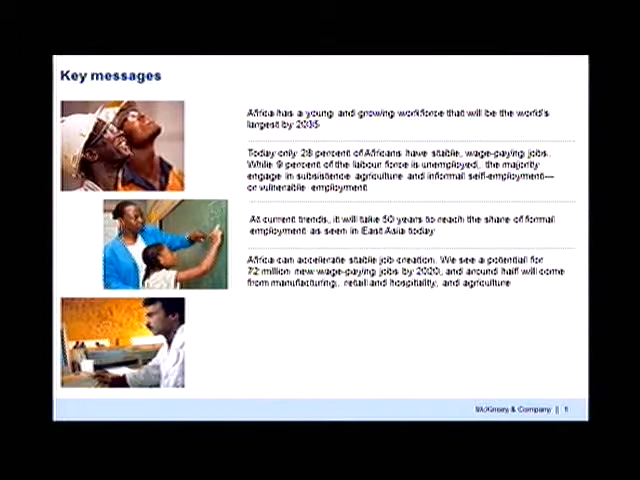 Key messages
Africa has a young and growing workforce that will be the world's
largest by 2035
Today only 28 percent of Africans have stable, wage-paying jobs.
While 9 percent of the labour force is unemployed, the majority
engage in subsistence agriculture and informal self-employment—
or vulnerable employment
At current trends, it will take 50 years to reach the share of formal
employment as seen in East Asia today
Africa can accelerate stable job creation. We see a potential for
72 million new wage-paying jobs by 2020, and around half will come
from manufacturing, retail and hospitality, and agriculture
McKinsey & Company